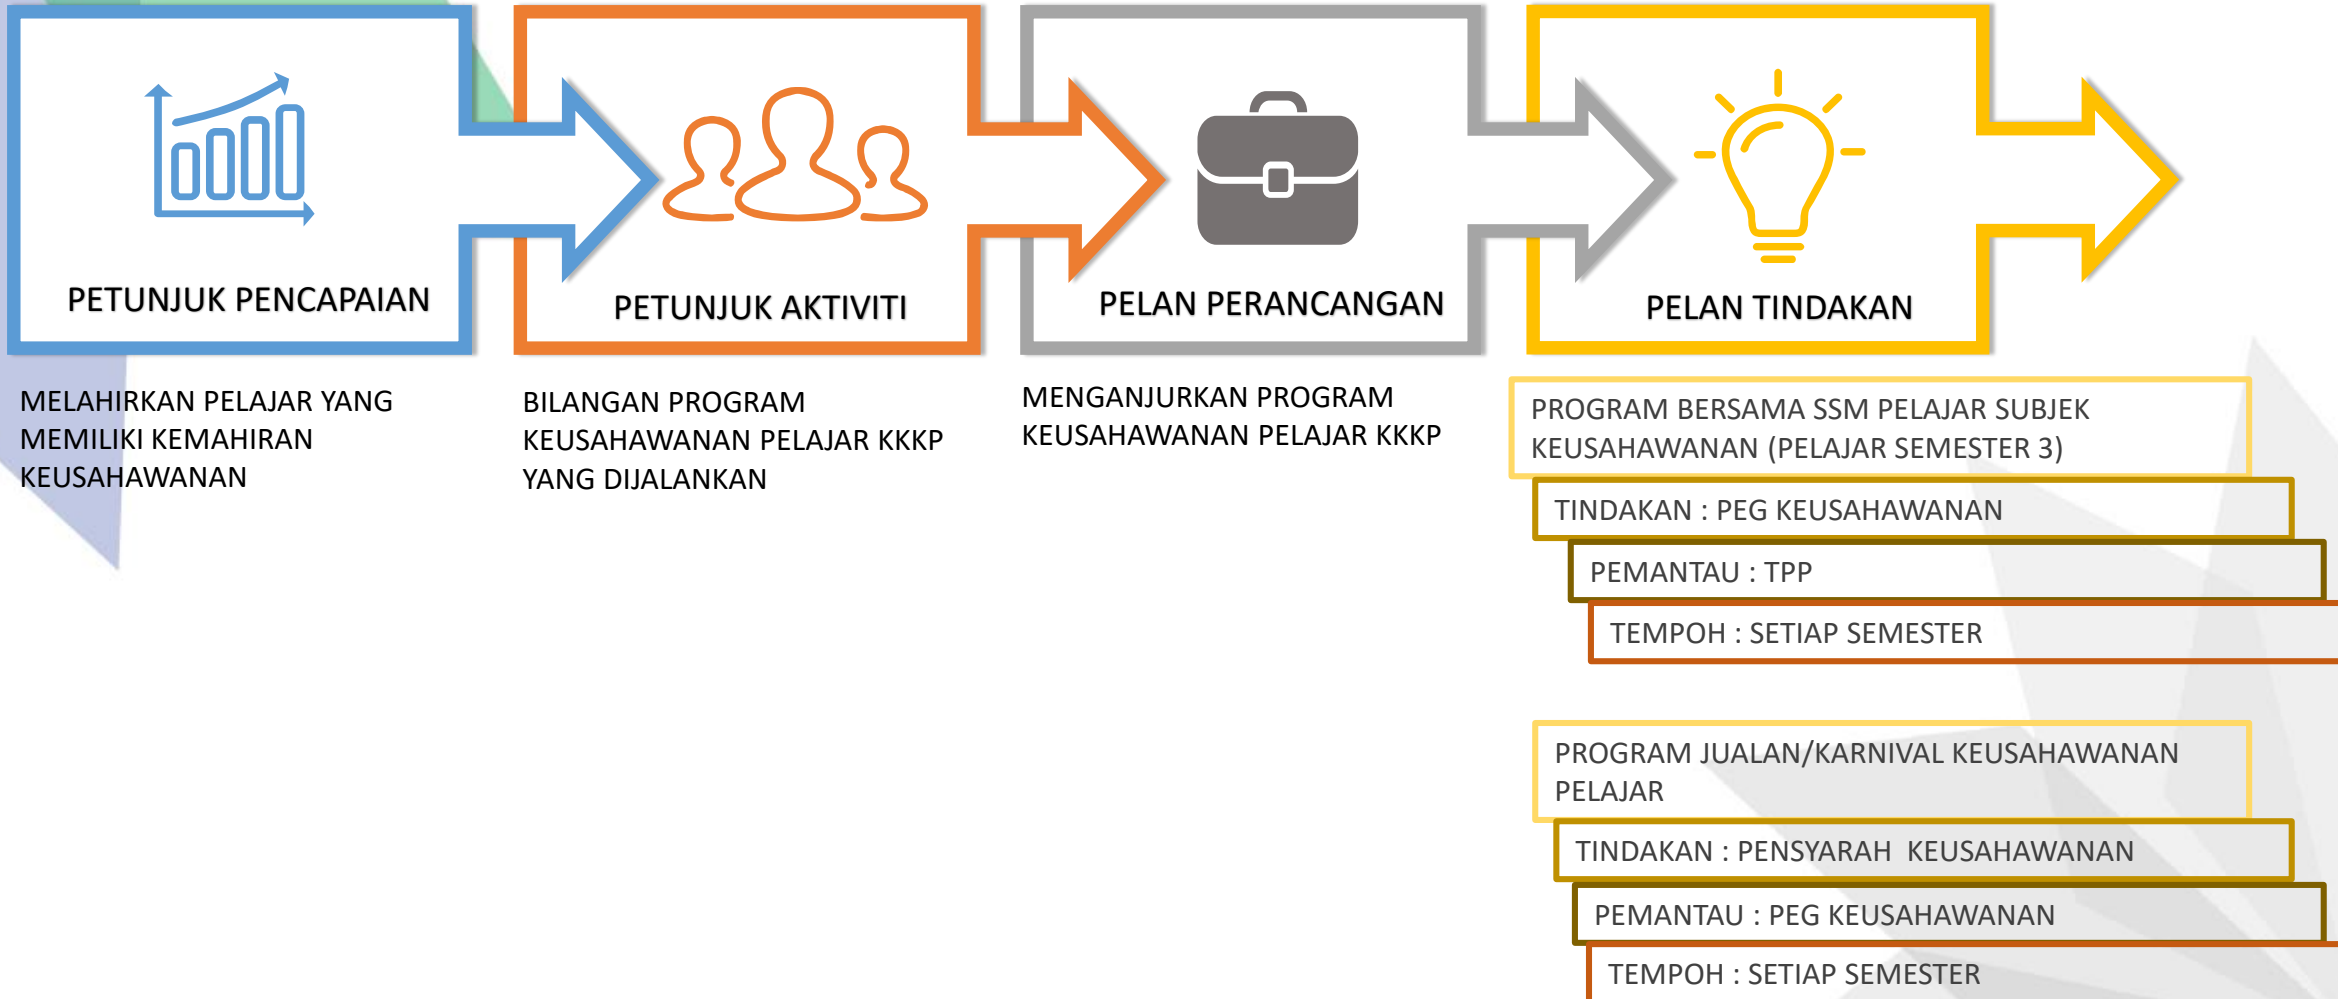 PETUNJUK PENCAPAIAN
PETUNJUK AKTIVITI
PELAN PERANCANGAN
PELAN TINDAKAN
MELAHIRKAN PELAJAR YANG
MEMILIKI KEMAHIRAN
KEUSAHAWANAN
BILANGAN PROGRAM
KEUSAHAWANAN PELAJAR KKKP
YANG DIJALANKAN
MENGANJURKAN PROGRAM
KEUSAHAWANAN PELAJAR KKKP
PROGRAM BERSAMA SSM PELAJAR SUBJEK
KEUSAHAWANAN (PELAJAR SEMESTER 3)
TINDAKAN : PEG KEUSAHAWANAN
PEMANTAU : TPP
TEMPOH : SETIAP SEMESTER
PROGRAM JUALAN/KARNIVAL KEUSAHAWANAN
PELAJAR
TINDAKAN : PENSYARAH  KEUSAHAWANAN
PEMANTAU : PEG KEUSAHAWANAN
TEMPOH : SETIAP SEMESTER